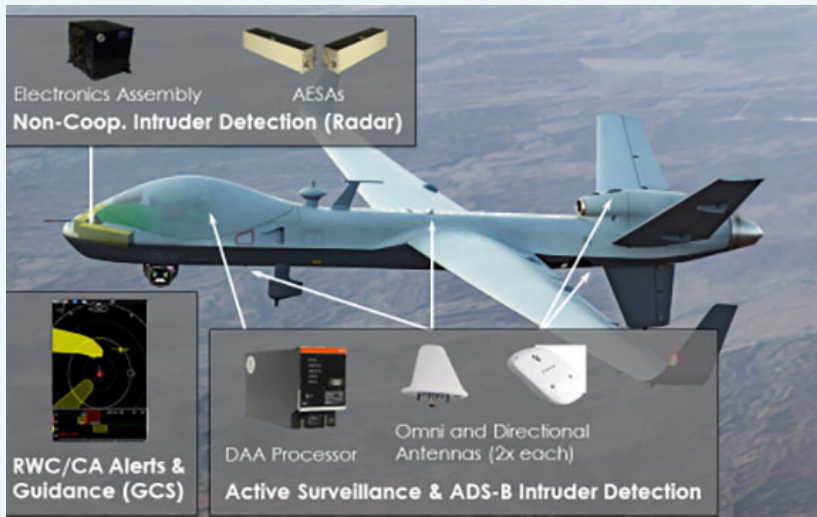 Electronics Assembly
AESAs
Non-Coop. Intruder Detection (Radar)
RWC/CA Alerts &
Guidance (GCS)
DAA Processor
Omni and Directional
Antennas (2x each)
Active Surveillance & ADS-B Intruder Detection